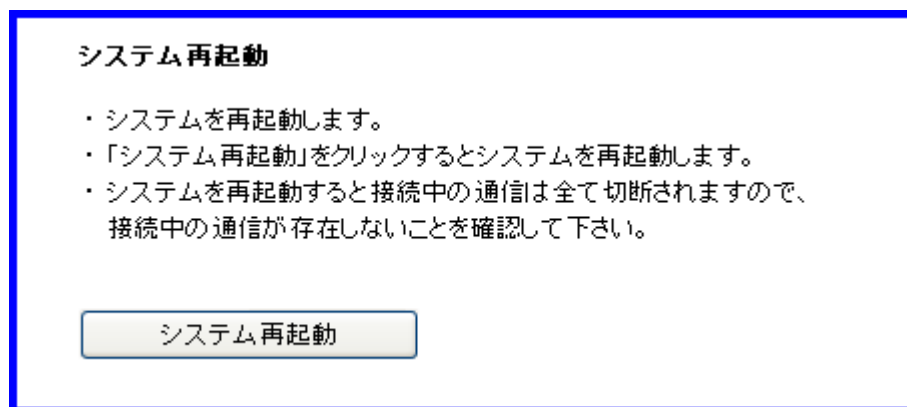 システム再起動
・システムを再起動します。
・「システム再起動」をクリックするとシステムを再起動します。
・システムを再起動すると接続中の通信は全て切断されますので、
接続中の通信が存在しないことを確認して下さい。
システム再起動